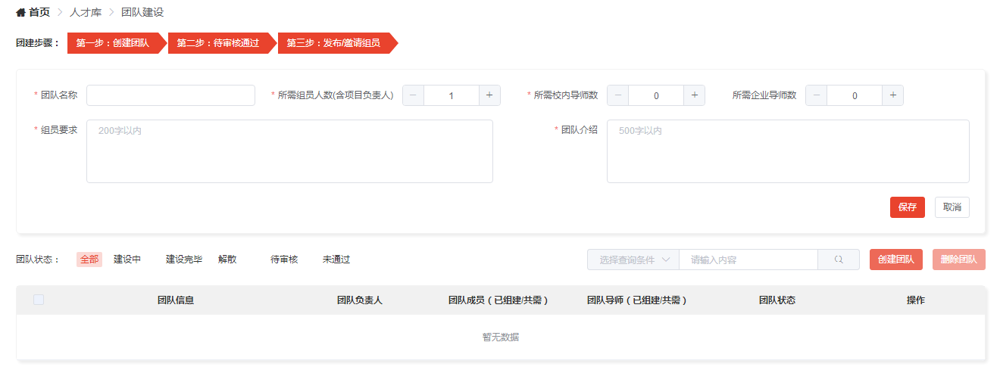 首页 > 人才库 > 团队建设
团建步骤： 第一步：创建团队 第二步：待审核通过 第三步：发布/邀请组员
* 团队名称 * 所需组员人数(含项目负责人) − 1 + * 所需校内导师数 − 0 + 所需企业导师数 − 0 +
* 组员要求 200字以内 * 团队介绍 500字以内
保存 取消
团队状态： 全部 建设中 建设完毕 解散 待审核 未通过 选择查询条件 请输入内容 创建团队 删除团队
团队信息 团队负责人 团队成员（已组建/共需） 团队导师（已组建/共需） 团队状态 操作
暂无数据